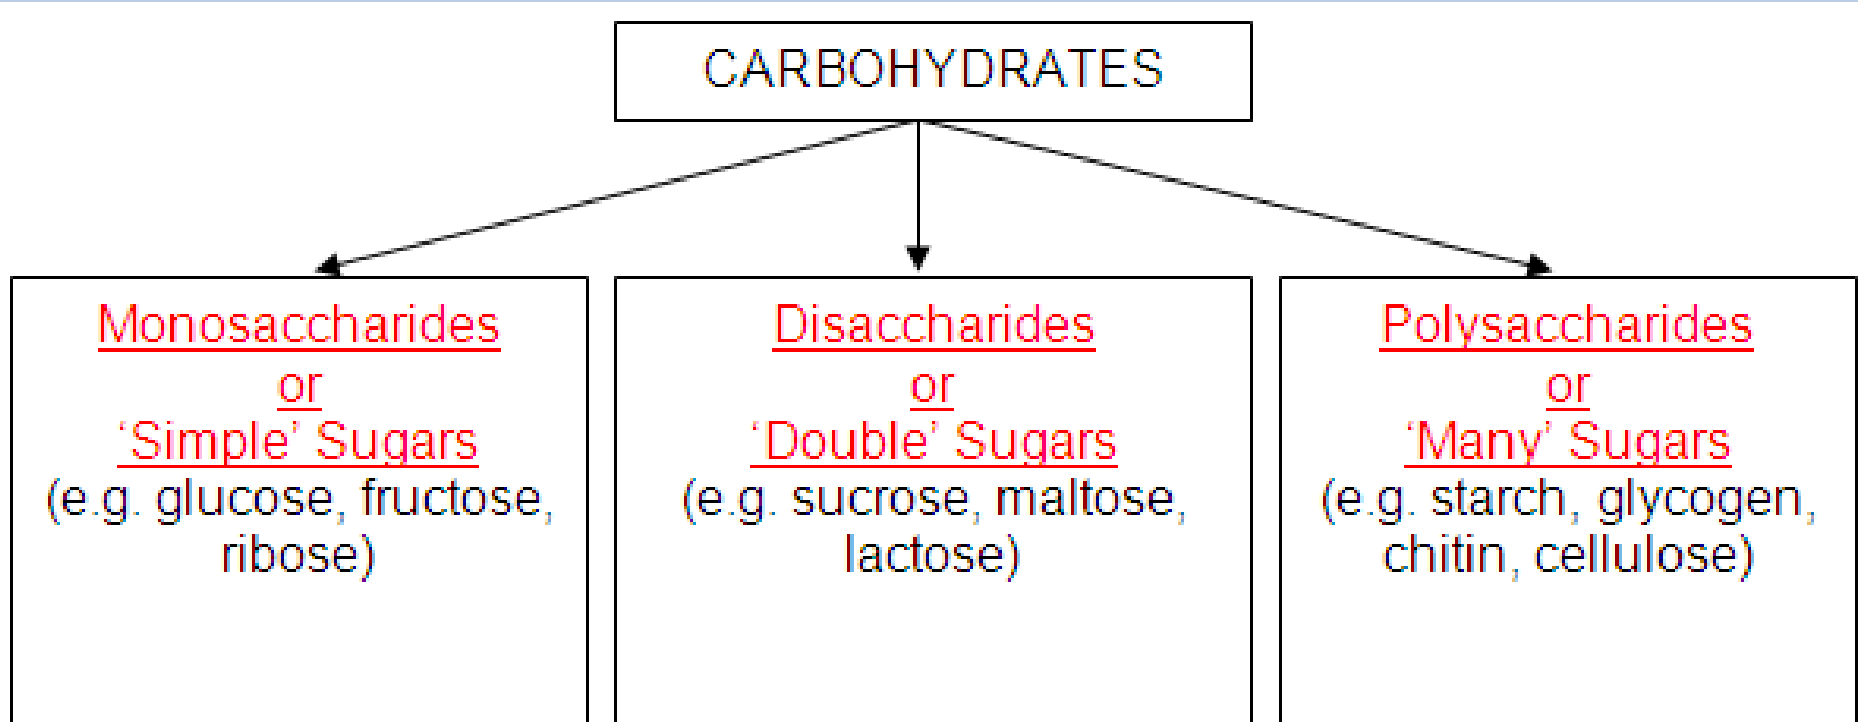 CARBOHYDRATES
Monosaccharides
or
‘Simple’ Sugars
(e.g. glucose, fructose,
ribose)
Disaccharides
or
‘Double’ Sugars
(e.g. sucrose, maltose,
lactose)
Polysaccharides
or
‘Many’ Sugars
(e.g. starch, glycogen,
chitin, cellulose)